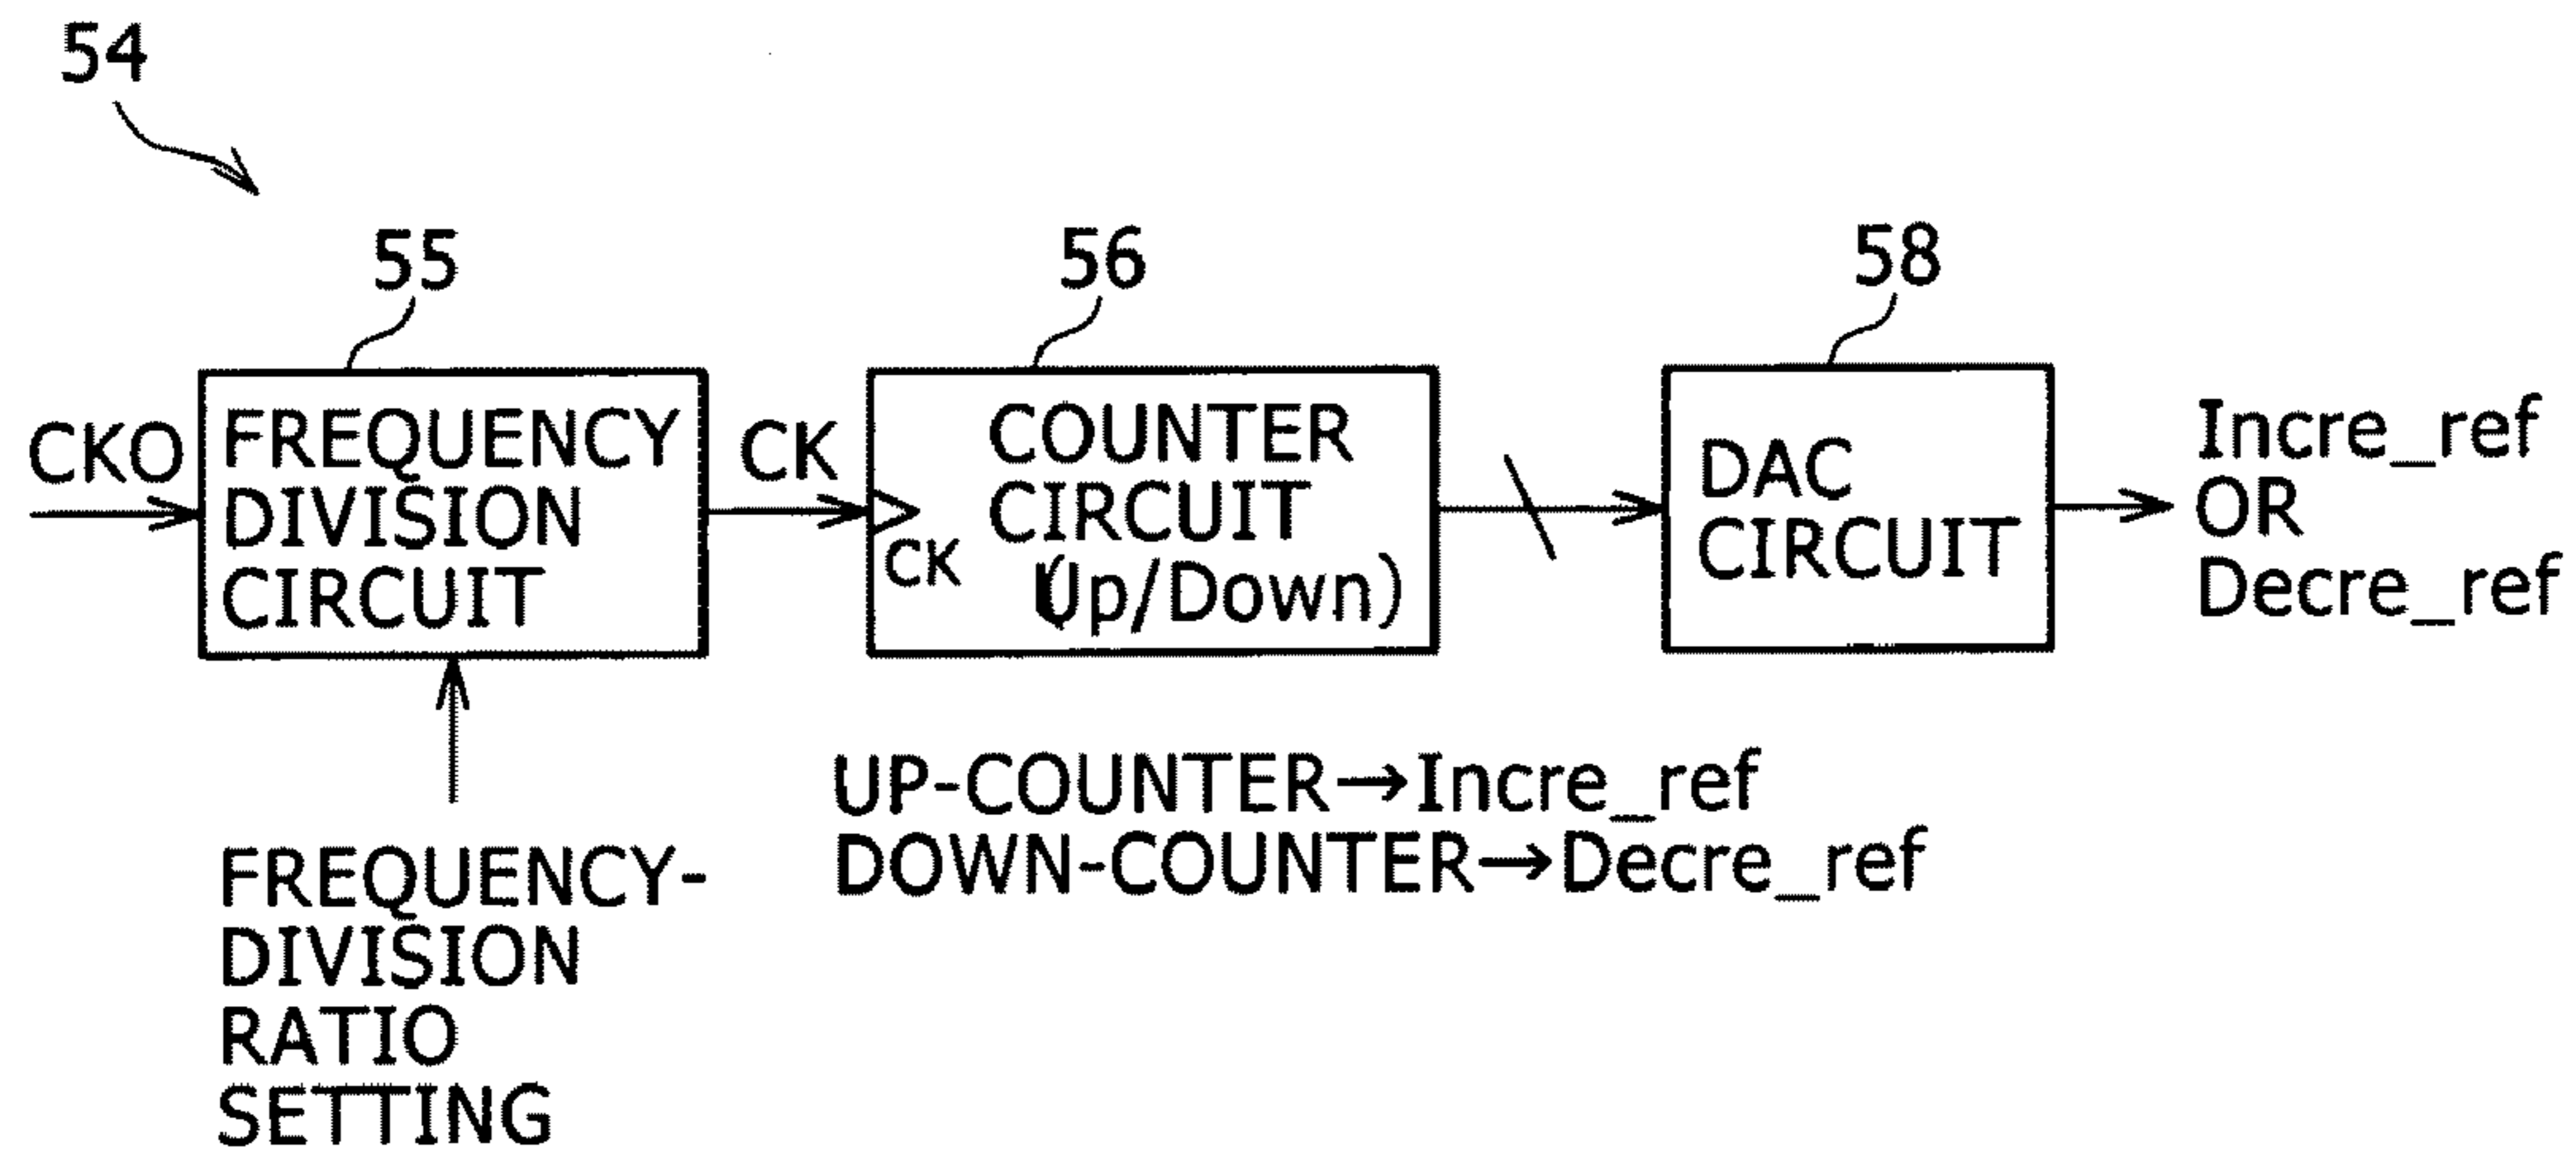 54
55
56
58
CKO
FREQUENCY
DIVISION
CIRCUIT
CK
CK
COUNTER
CIRCUIT
(Up/Down)
DAC
CIRCUIT
Incre_ref
OR
Decre_ref
UP-COUNTER→Incre_ref
DOWN-COUNTER→Decre_ref
FREQUENCY-
DIVISION
RATIO
SETTING